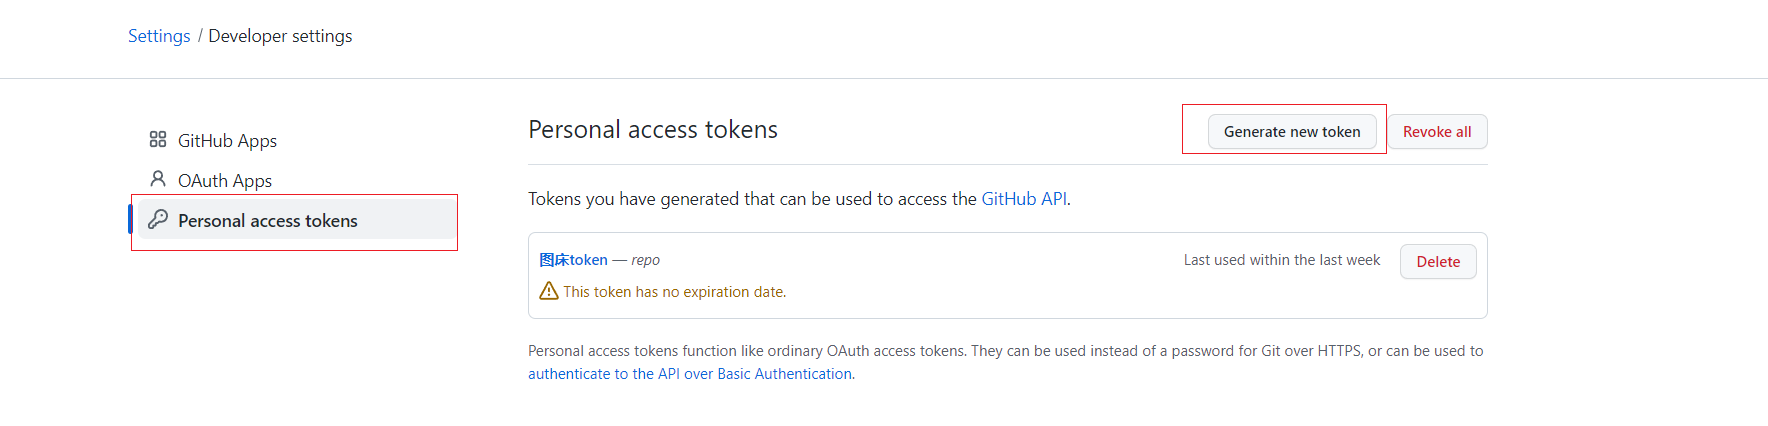 Settings / Developer settings
GitHub Apps
OAuth Apps
Personal access tokens
Personal access tokens
Generate new token
Revoke all
Tokens you have generated that can be used to access the GitHub API.
图床token — repo
Last used within the last week
Delete
This token has no expiration date.
Personal access tokens function like ordinary OAuth access tokens. They can be used instead of a password for Git over HTTPS, or can be used to
authenticate to the API over Basic Authentication.